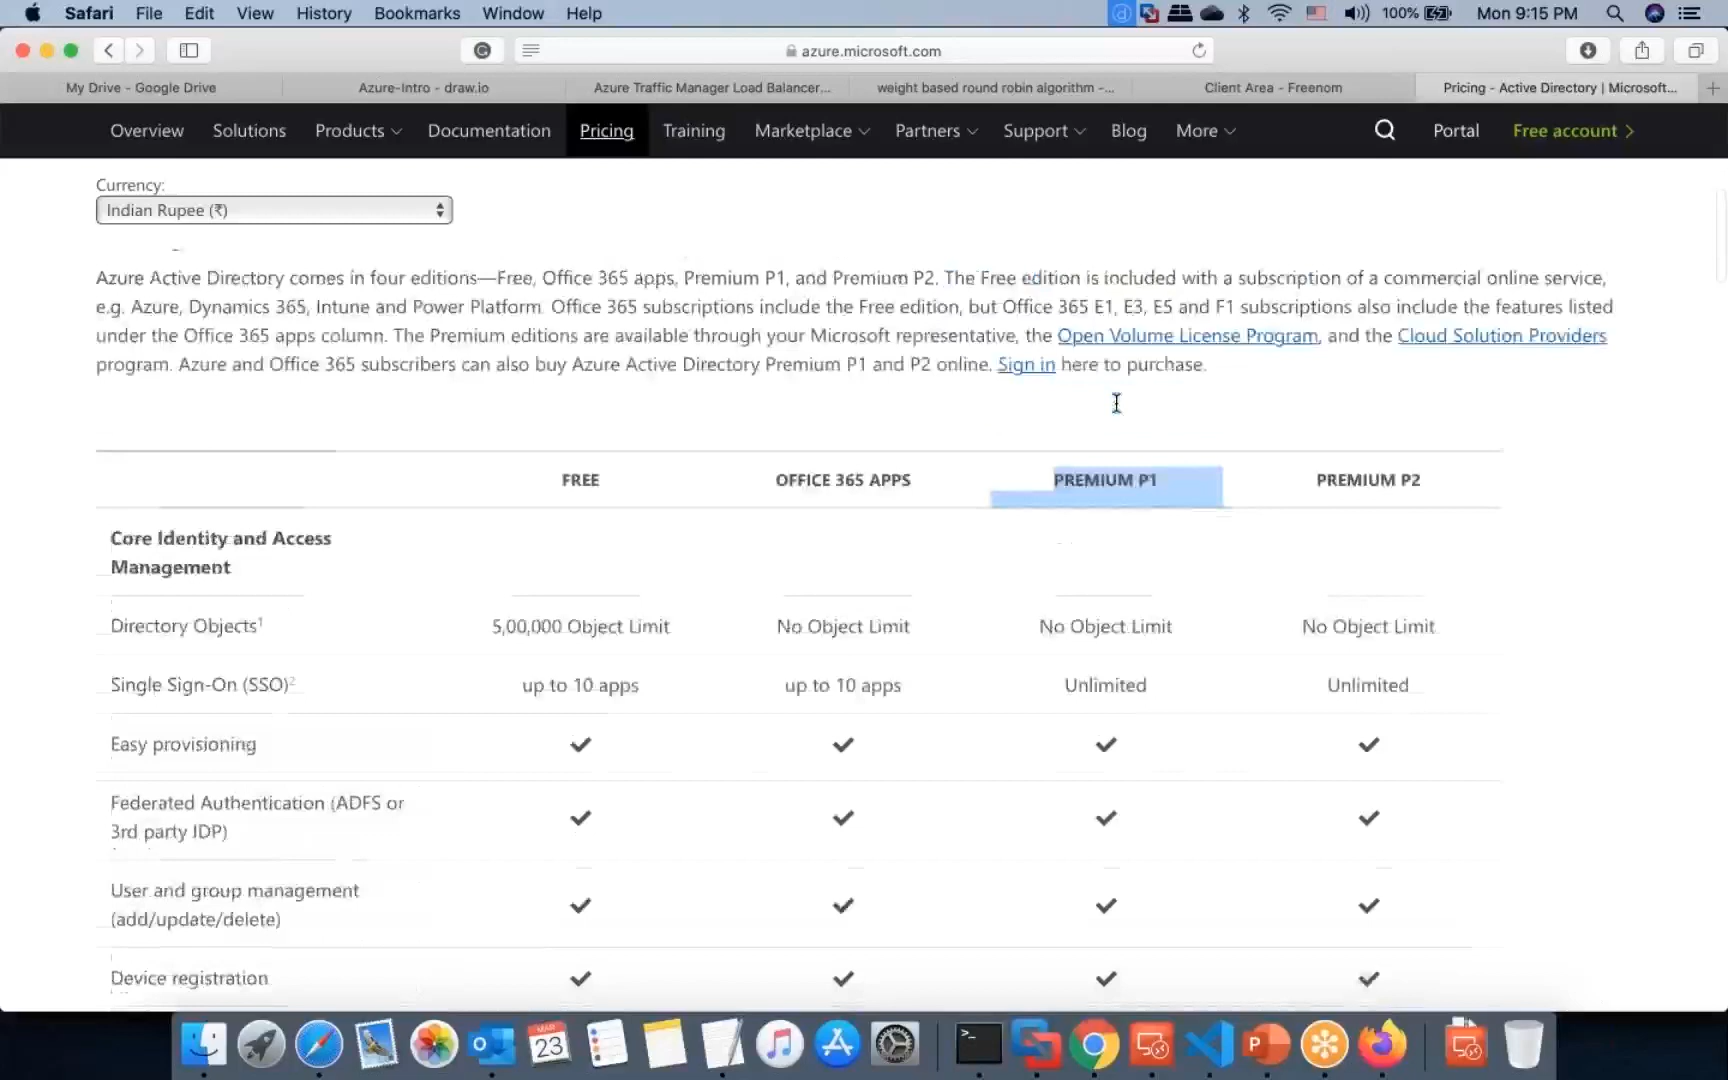 Safari File Edit View History Bookmarks Window Help 100% Mon 9:15 PM
azure.microsoft.com
My Drive - Google Drive Azure-Intro - draw.io Azure Traffic Manager Load Balancer... weight based round robin algorithm -... Client Area - Freenom Pricing - Active Directory | Microsoft...
Overview Solutions Products Documentation Pricing Training Marketplace Partners Support Blog More Portal Free account
Currency:
Indian Rupee (₹)
Azure Active Directory comes in four editions—Free, Office 365 apps, Premium P1, and Premium P2. The Free edition is included with a subscription of a commercial online service,
e.g. Azure, Dynamics 365, Intune and Power Platform. Office 365 subscriptions include the Free edition, but Office 365 E1, E3, E5 and F1 subscriptions also include the features listed
under the Office 365 apps column. The Premium editions are available through your Microsoft representative, the Open Volume License Program, and the Cloud Solution Providers
program. Azure and Office 365 subscribers can also buy Azure Active Directory Premium P1 and P2 online. Sign in here to purchase.
FREE OFFICE 365 APPS PREMIUM P1 PREMIUM P2
Core Identity and Access
Management
Directory Objects¹ 5,00,000 Object Limit No Object Limit No Object Limit No Object Limit
Single Sign-On (SSO)² up to 10 apps up to 10 apps Unlimited Unlimited
Easy provisioning
Federated Authentication (ADFS or
3rd party IDP)
User and group management
(add/update/delete)
Device registration
MAR
23